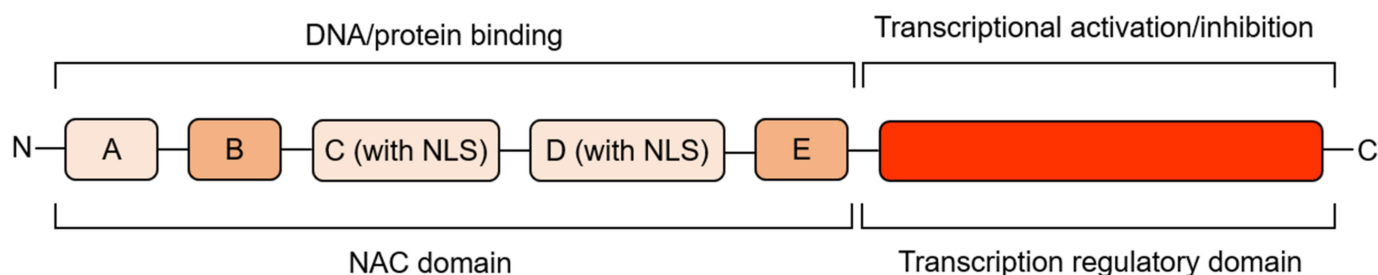 DNA/protein binding
Transcriptional activation/inhibition
N
A
B
C (with NLS)
D (with NLS)
E
C
NAC domain
Transcription regulatory domain